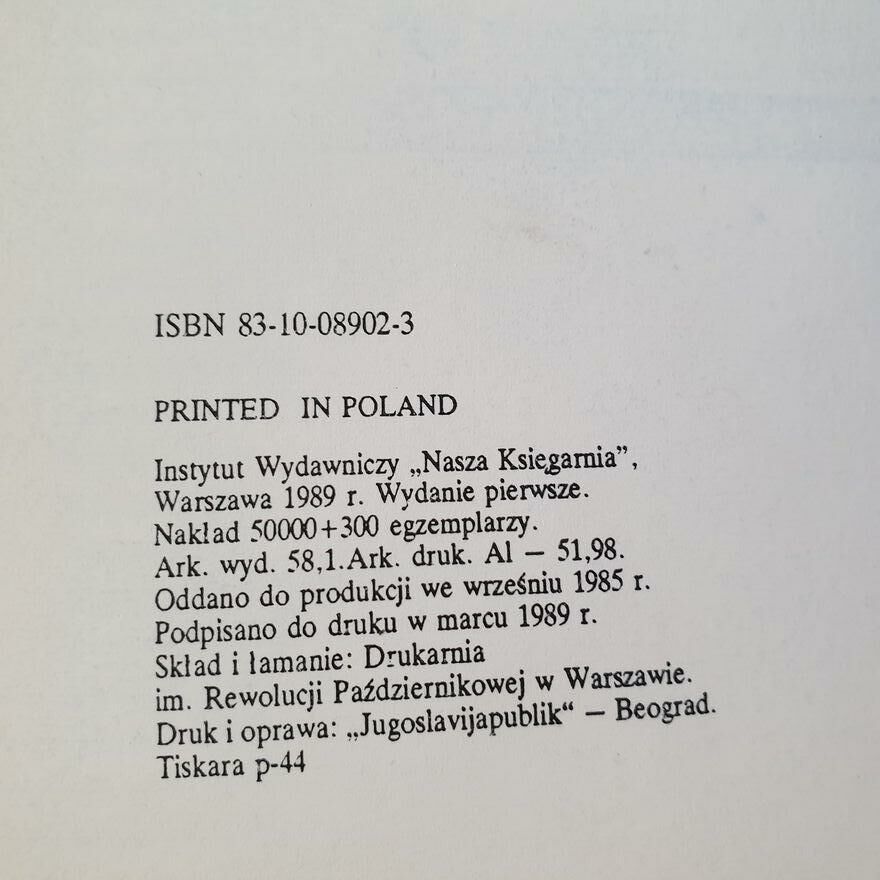 ISBN 83-10-08902-3
PRINTED IN POLAND
Instytut Wydawniczy „Nasza Księgarnia”,
Warszawa 1989 r. Wydanie pierwsze.
Nakład 50000+300 egzemplarzy.
Ark. wyd. 58,1.Ark. druk. Al — 51,98.
Oddano do produkcji we wrześniu 1985 r.
Podpisano do druku w marcu 1989 r.
Skład i łamanie: Drukarnia
im. Rewolucji Październikowej w Warszawie.
Druk i oprawa: „Jugoslavijapublik“ — Beograd.
Tiskara p-44